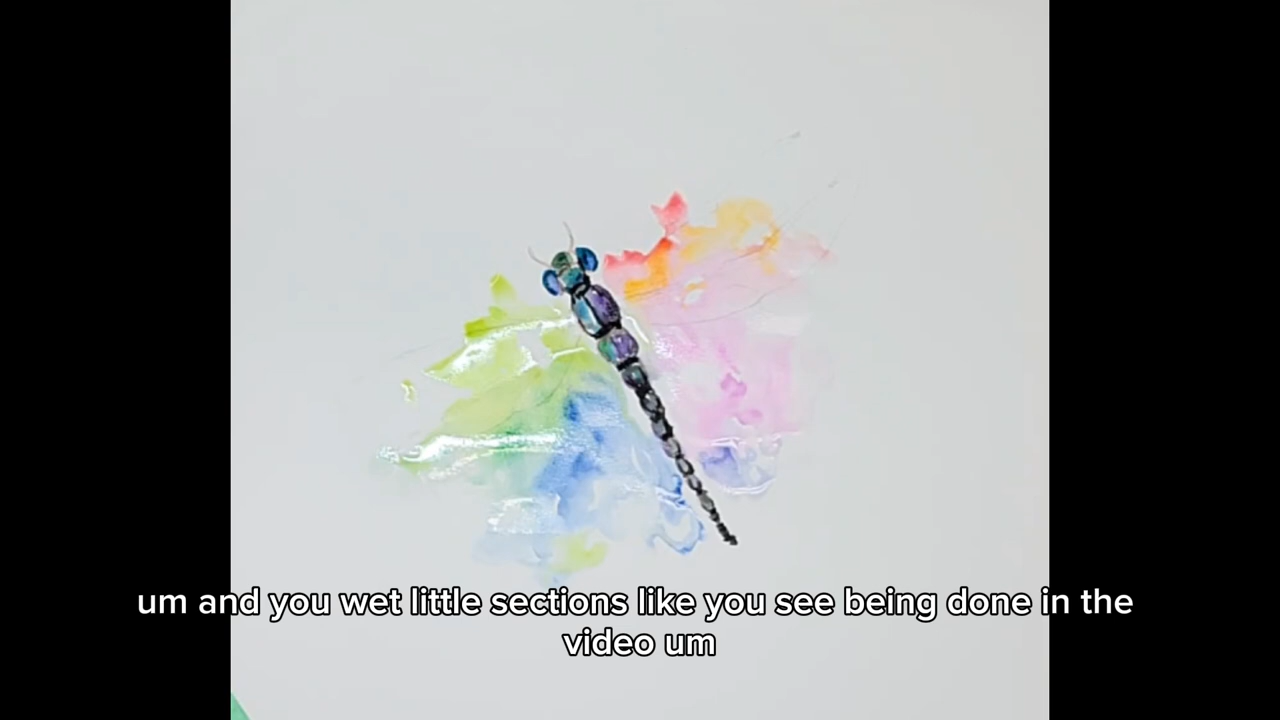 um and you wet little sections like you see being done in the
video um